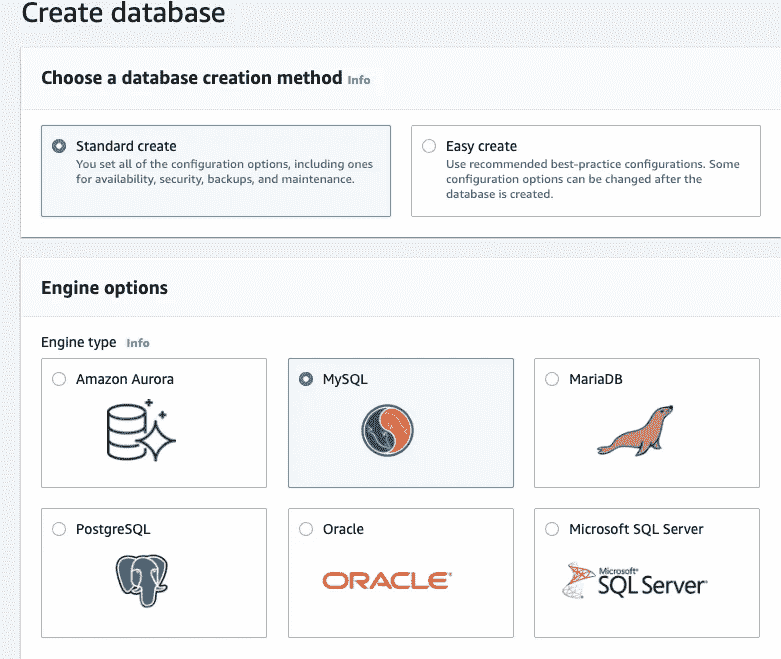 Create database
Choose a database creation method Info
Standard create
You set all of the configuration options, including ones
for availability, security, backups, and maintenance.
Easy create
Use recommended best-practice configurations. Some
configuration options can be changed after the
database is created.
Engine options
Engine type Info
Amazon Aurora
MySQL
MariaDB
PostgreSQL
Oracle
ORACLE®
Microsoft SQL Server
Microsoft®
SQL Server®